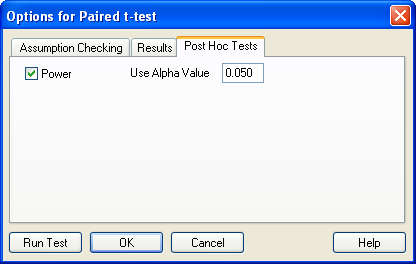 Options for Paired t-test
Assumption Checking Results Post Hoc Tests
Power Use Alpha Value 0.050
Run Test OK Cancel Help